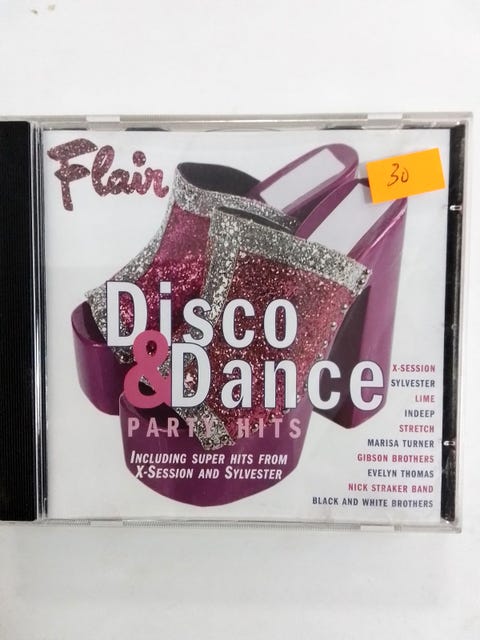 Flair
30
Disco
& Dance
PARTY HITS
INCLUDING SUPER HITS FROM
X-SESSION AND SYLVESTER
X-SESSION
SYLVESTER
LIME
INDEEP
STRETCH
MARISA TURNER
GIBSON BROTHERS
EVELYN THOMAS
NICK STRAKER BAND
BLACK AND WHITE BROTHERS